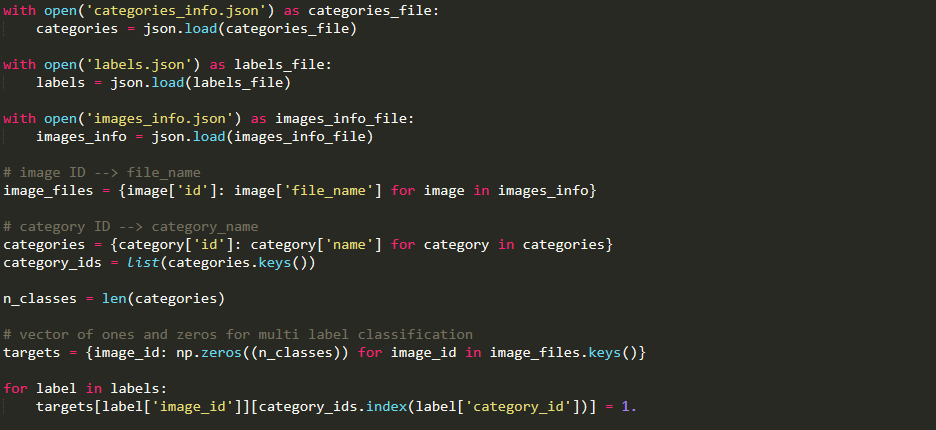 with open('categories_info.json') as categories_file:
    categories = json.load(categories_file)

with open('labels.json') as labels_file:
    labels = json.load(labels_file)

with open('images_info.json') as images_info_file:
    images_info = json.load(images_info_file)

# image ID --> file_name
image_files = {image['id']: image['file_name'] for image in images_info}

# category ID --> category_name
categories = {category['id']: category['name'] for category in categories}
category_ids = list(categories.keys())

n_classes = len(categories)

# vector of ones and zeros for multi label classification
targets = {image_id: np.zeros((n_classes)) for image_id in image_files.keys()}

for label in labels:
    targets[label['image_id']][category_ids.index(label['category_id'])] = 1.